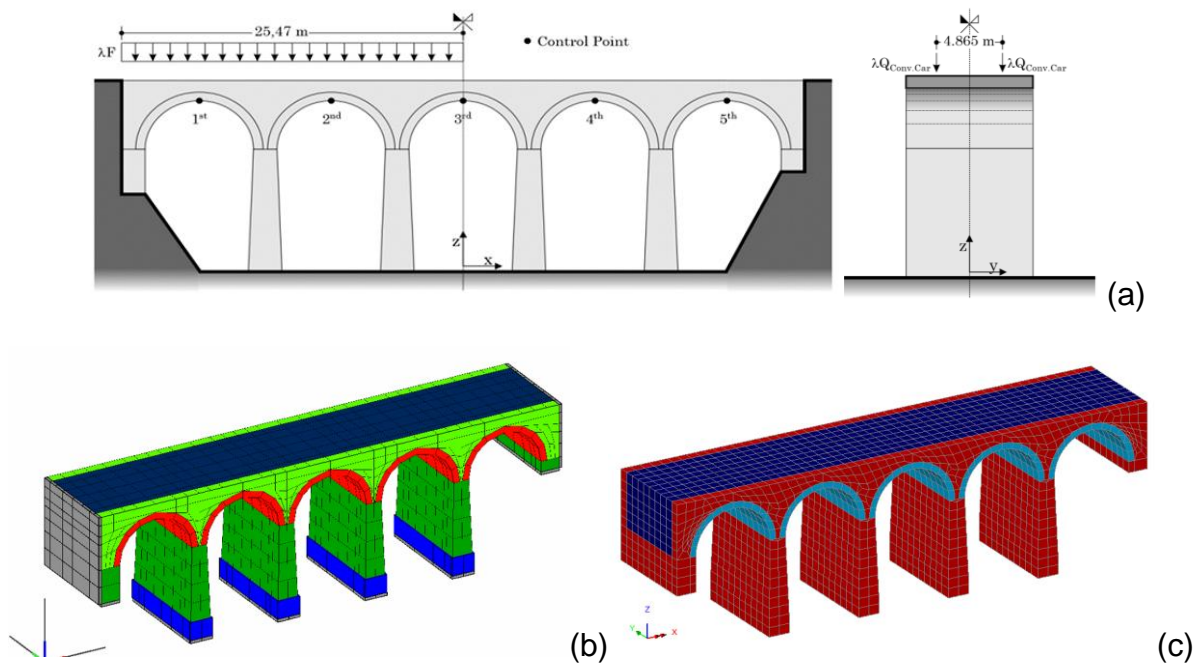 25,47 m
λF
• Control Point
1st
2nd
3rd
4th
5th
z
x
4.865 m
λQConv.Car
λQConv.Car
z
y
(a)
(b)
Z
Y
X
(c)